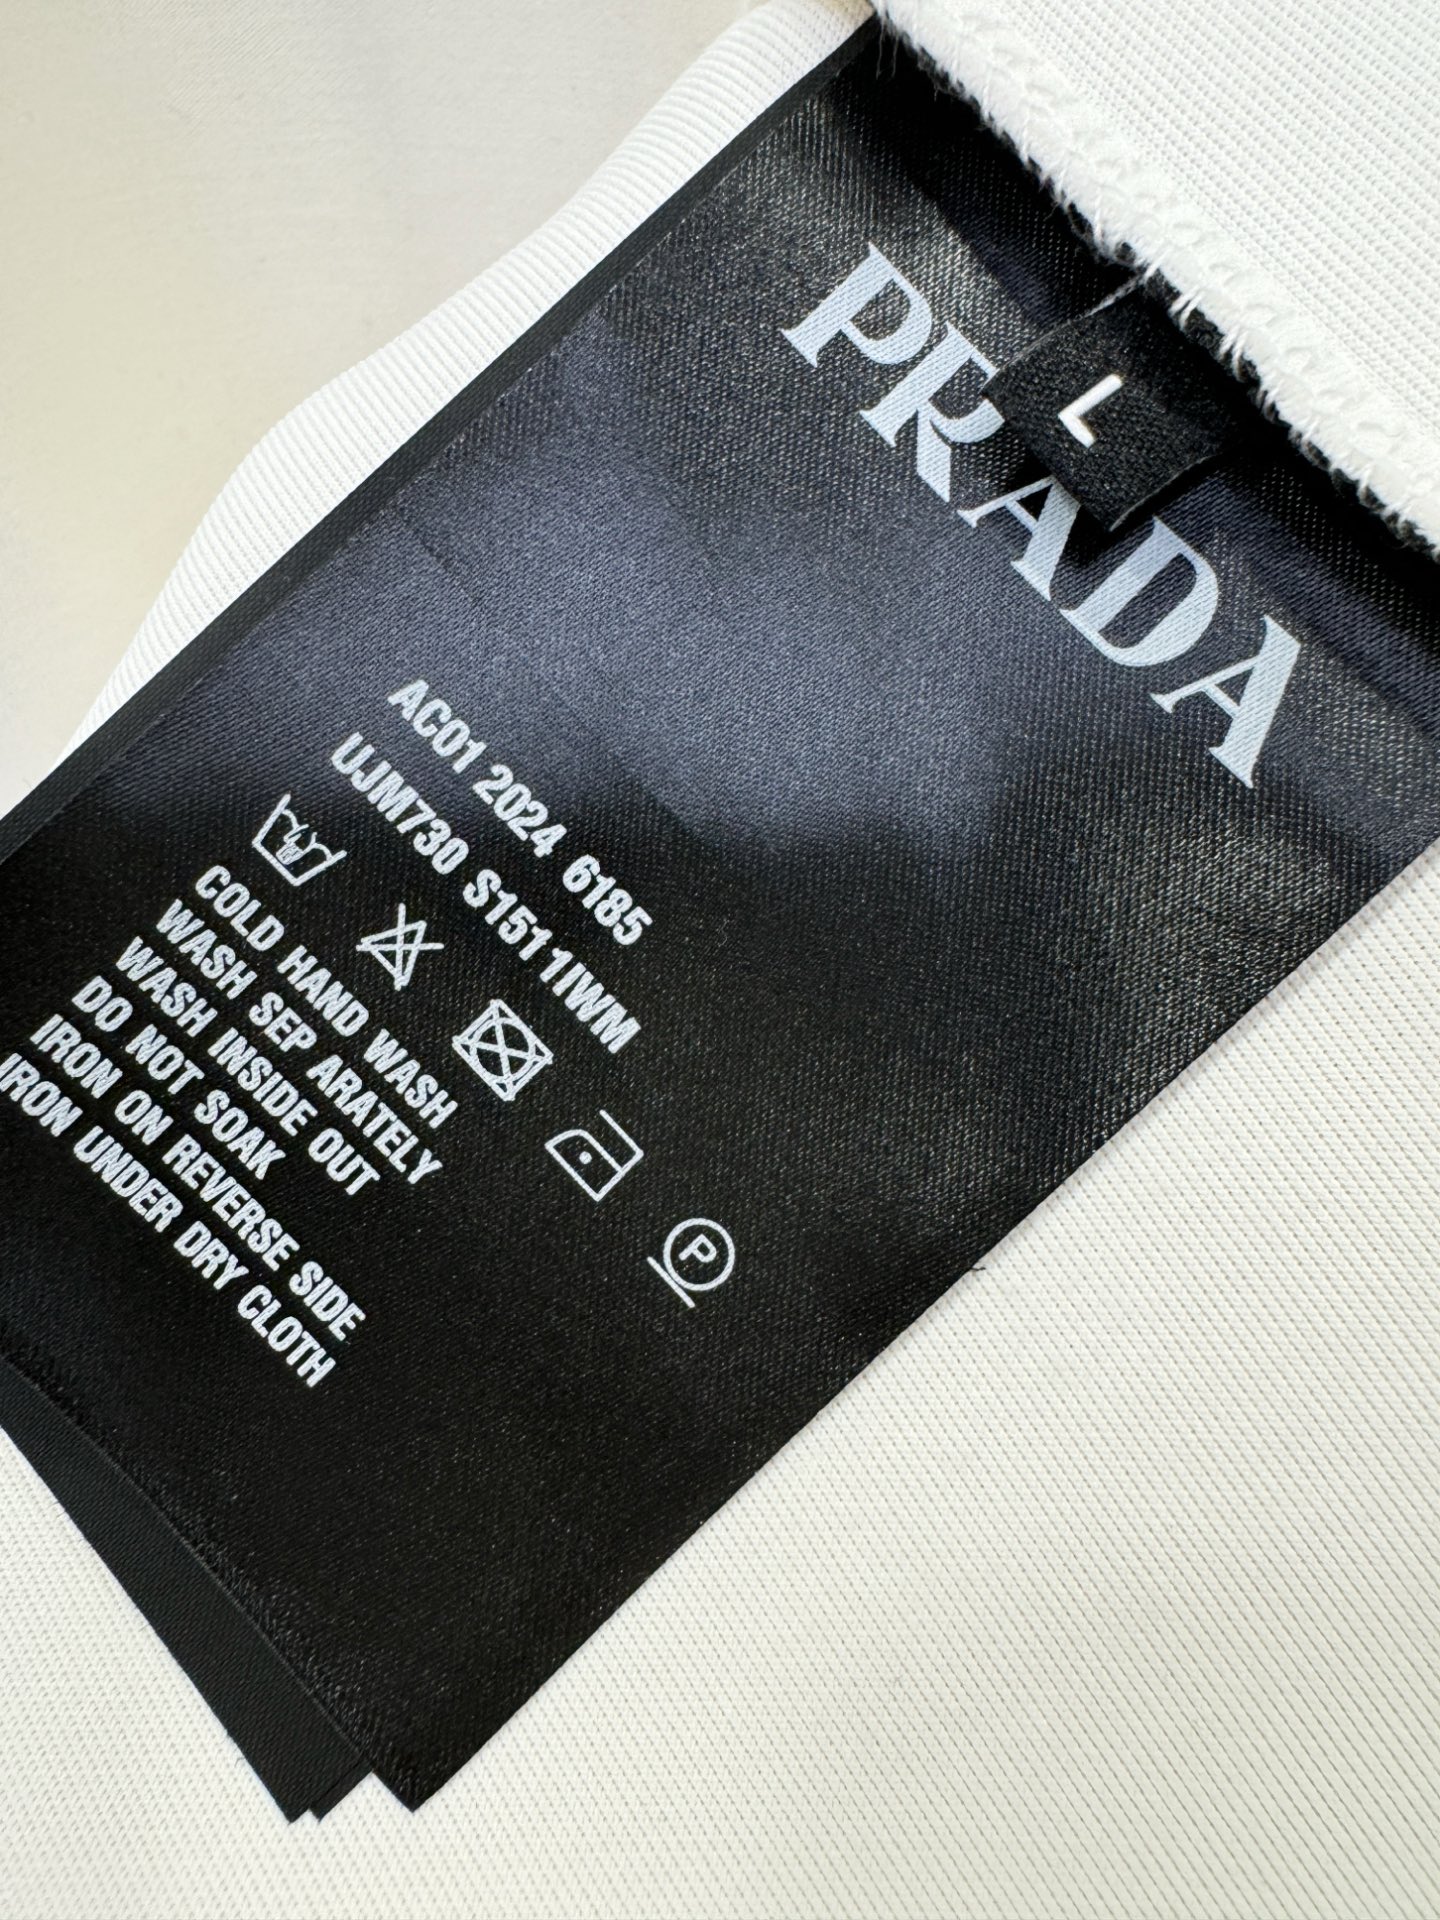 PRADA
L
AC01 2024 6185
UJM730 S151 1IWM
P
COLD HAND WASH
WASH SEP ARATELY
WASH INSIDE OUT
DO NOT SOAK
IRON ON REVERSE SIDE
IRON UNDER DRY CLOTH